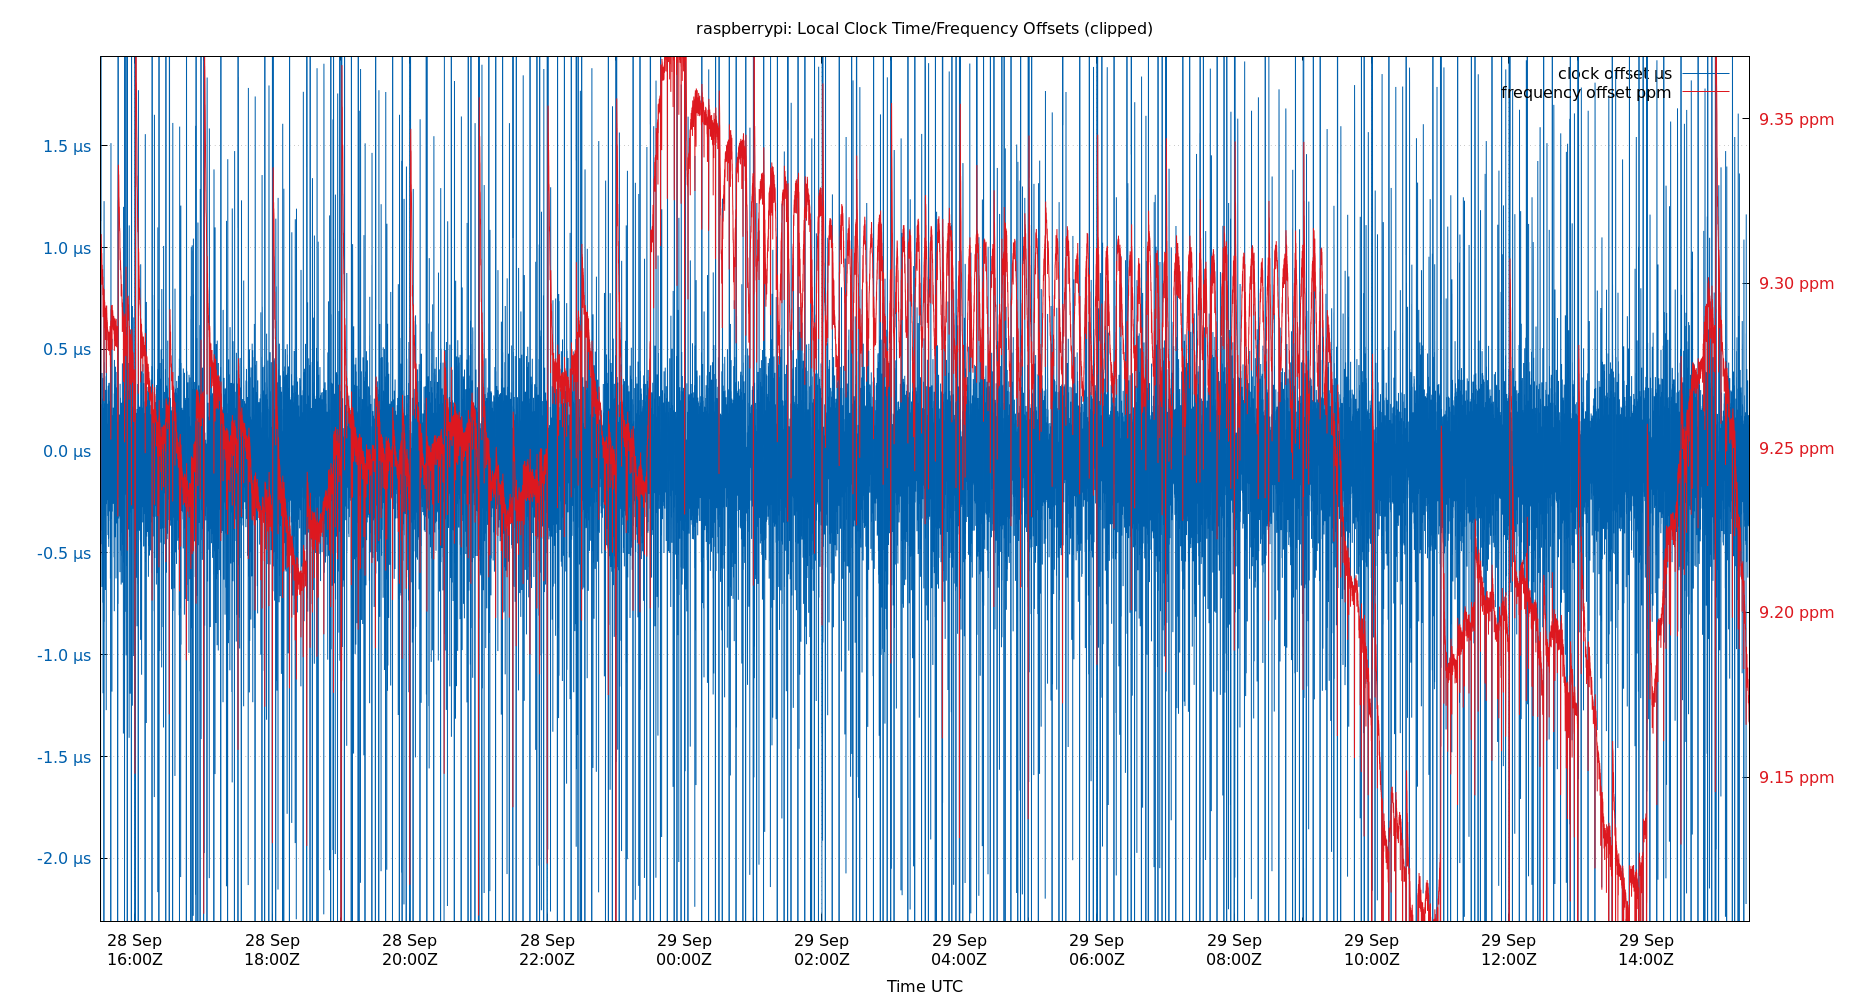 raspberrypi: Local Clock Time/Frequency Offsets (clipped)
clock offset µs
frequency offset ppm
1.5 µs
1.0 µs
0.5 µs
0.0 µs
-0.5 µs
-1.0 µs
-1.5 µs
-2.0 µs
9.35 ppm
9.30 ppm
9.25 ppm
9.20 ppm
9.15 ppm
28 Sep
16:00Z
28 Sep
18:00Z
28 Sep
20:00Z
28 Sep
22:00Z
29 Sep
00:00Z
29 Sep
02:00Z
29 Sep
04:00Z
29 Sep
06:00Z
29 Sep
08:00Z
29 Sep
10:00Z
29 Sep
12:00Z
29 Sep
14:00Z
Time UTC